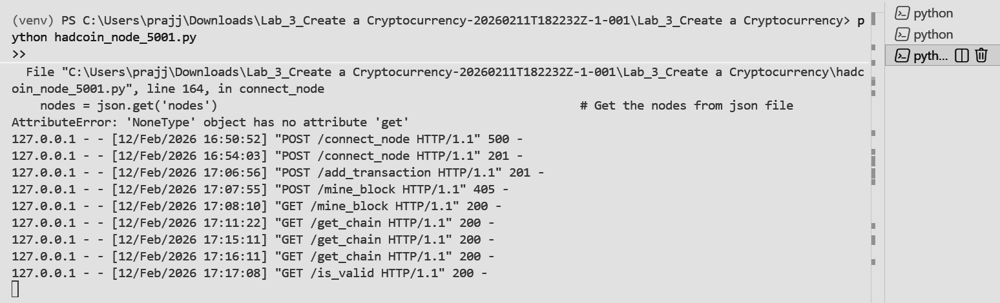 (venv) PS C:\Users\prajj\Downloads\Lab_3_Create a Cryptocurrency-20260211T182232Z-1-001\Lab_3_Create a Cryptocurrency> p
ython hadcoin_node_5001.py
>>
  File "C:\Users\prajj\Downloads\Lab_3_Create a Cryptocurrency-20260211T182232Z-1-001\Lab_3_Create a Cryptocurrency\hadc
oin_node_5001.py", line 164, in connect_node
    nodes = json.get('nodes')                                                   # Get the nodes from json file
AttributeError: 'NoneType' object has no attribute 'get'
127.0.0.1 - - [12/Feb/2026 16:50:52] "POST /connect_node HTTP/1.1" 500 -
127.0.0.1 - - [12/Feb/2026 16:54:03] "POST /connect_node HTTP/1.1" 201 -
127.0.0.1 - - [12/Feb/2026 17:06:56] "POST /add_transaction HTTP/1.1" 201 -
127.0.0.1 - - [12/Feb/2026 17:07:55] "POST /mine_block HTTP/1.1" 405 -
127.0.0.1 - - [12/Feb/2026 17:08:10] "GET /mine_block HTTP/1.1" 200 -
127.0.0.1 - - [12/Feb/2026 17:11:22] "GET /get_chain HTTP/1.1" 200 -
127.0.0.1 - - [12/Feb/2026 17:15:11] "GET /get_chain HTTP/1.1" 200 -
127.0.0.1 - - [12/Feb/2026 17:16:11] "GET /get_chain HTTP/1.1" 200 -
127.0.0.1 - - [12/Feb/2026 17:17:08] "GET /is_valid HTTP/1.1" 200 -
python
python
pyth...